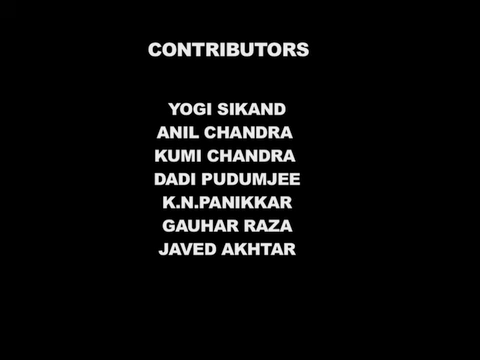 CONTRIBUTORS
YOGI SIKAND
ANIL CHANDRA
KUMI CHANDRA
DADI PUDUMJEE
K.N.PANIKKAR
GAUHAR RAZA
JAVED AKHTAR